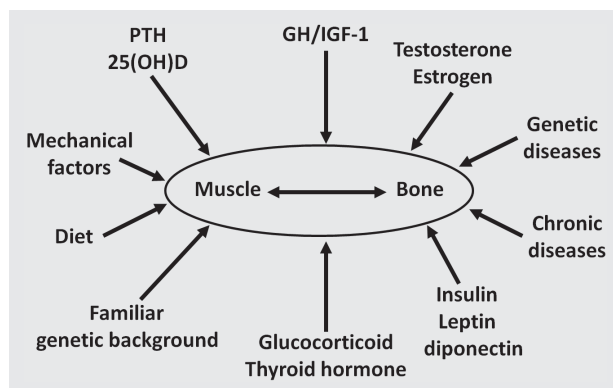 PTH
25(OH)D
GH/IGF-1
Testosterone
Estrogen
Mechanical
factors
Genetic
diseases
Muscle
Bone
Diet
Chronic
diseases
Familiar
genetic background
Glucocorticoid
Thyroid hormone
Insulin
Leptin
diponectin